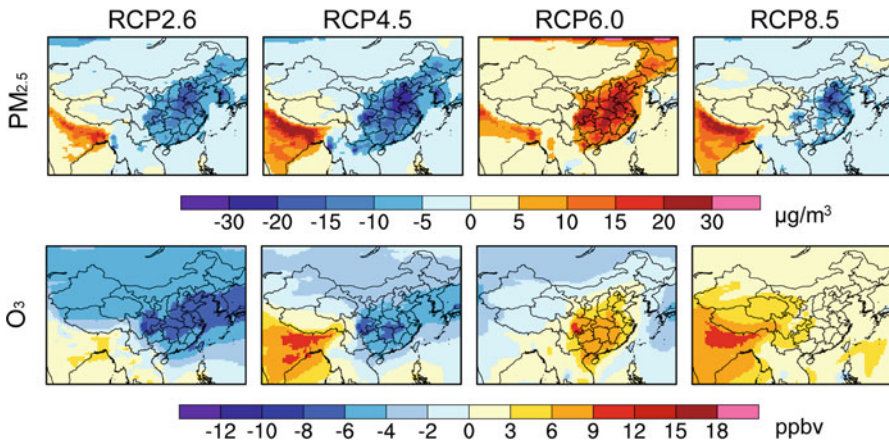 RCP2.6 RCP4.5 RCP6.0 RCP8.5
PM2.5
-30 -20 -15 -10 -5 0 5 10 15 20 30 µg/m³
O3
-12 -10 -8 -6 -4 -2 0 3 6 9 12 15 18 ppbv